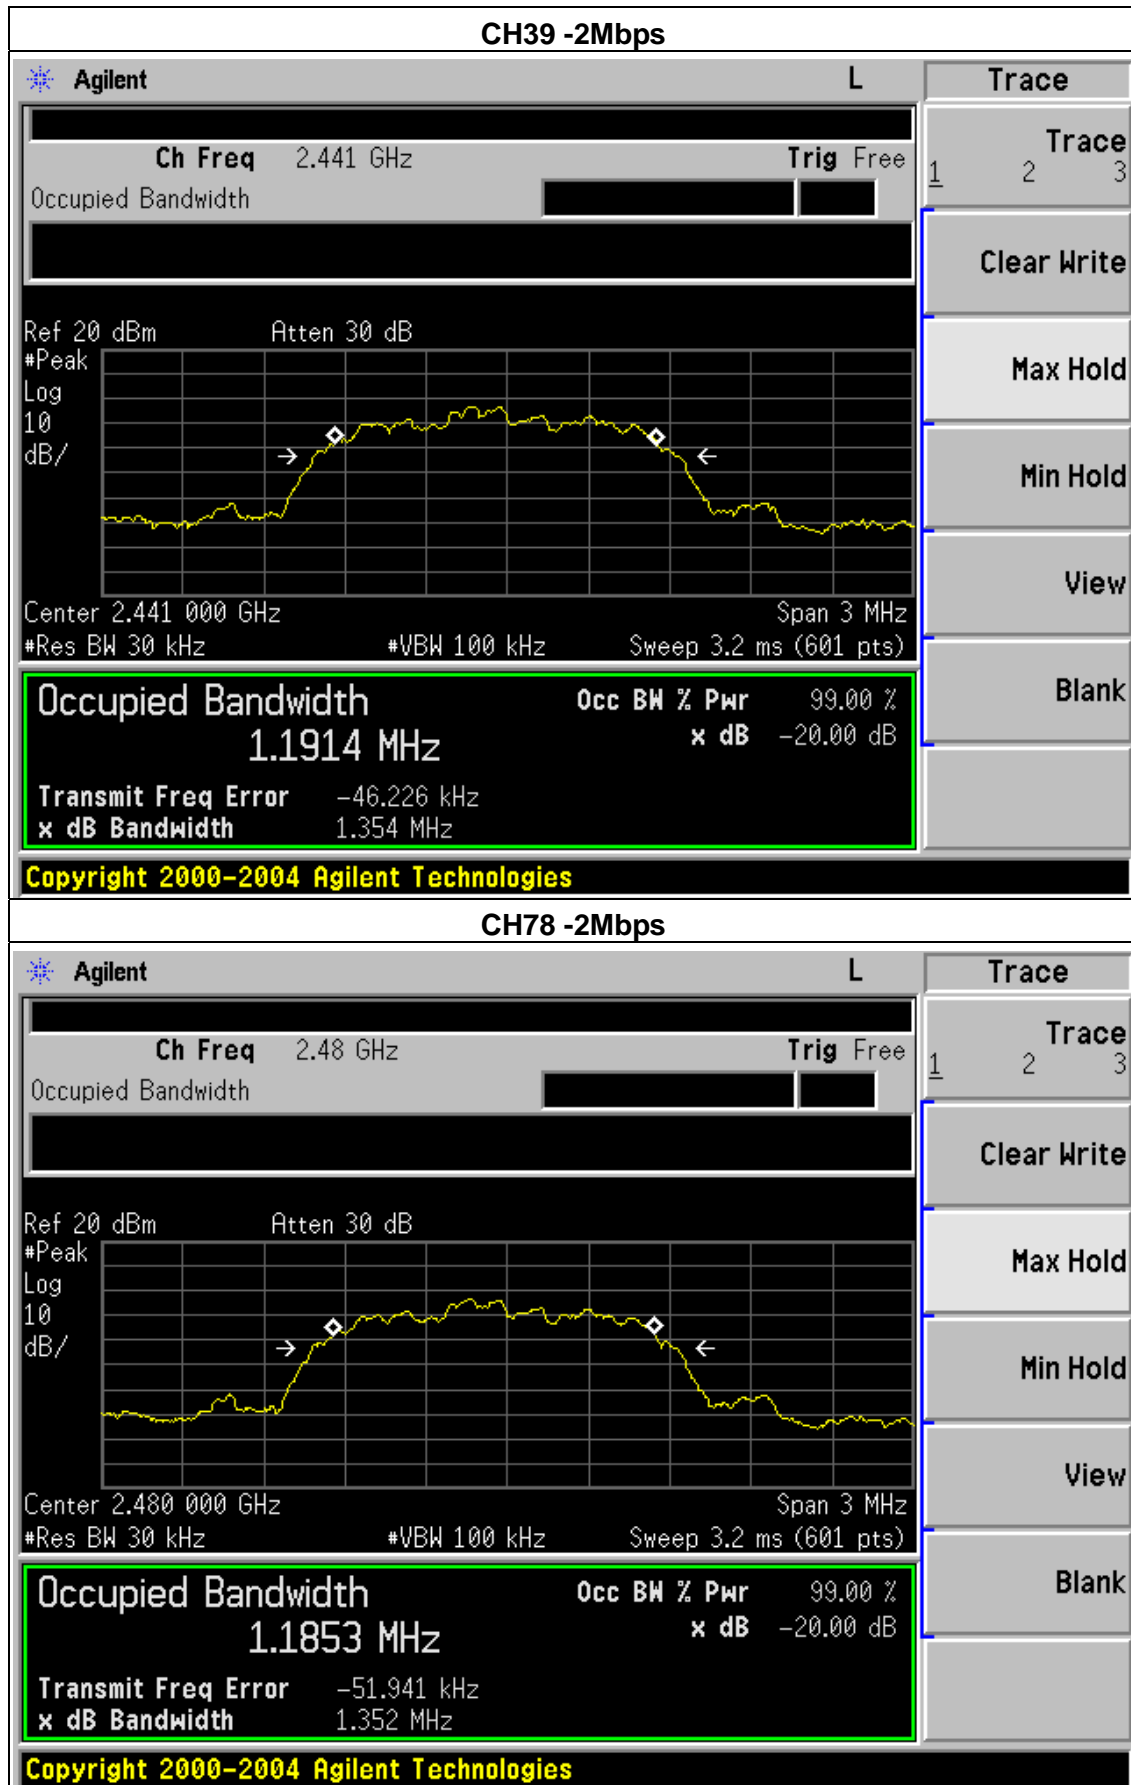 CH39 -2Mbps
Agilent L Trace
Ch Freq 2.441 GHz Trig Free
Trace
1 2 3
Occupied Bandwidth
Clear Write
Ref 20 dBm Atten 30 dB
#Peak
Log
10
dB/
Max Hold
Min Hold
View
Center 2.441 000 GHz Span 3 MHz
#Res BW 30 kHz #VBW 100 kHz Sweep 3.2 ms (601 pts)
Blank
Occupied Bandwidth Occ BW % Pwr 99.00 %
1.1914 MHz x dB -20.00 dB
Transmit Freq Error -46.226 kHz
x dB Bandwidth 1.354 MHz
Copyright 2000-2004 Agilent Technologies
CH78 -2Mbps
Agilent L Trace
Ch Freq 2.48 GHz Trig Free
Trace
1 2 3
Occupied Bandwidth
Clear Write
Ref 20 dBm Atten 30 dB
#Peak
Log
10
dB/
Max Hold
Min Hold
View
Center 2.480 000 GHz Span 3 MHz
#Res BW 30 kHz #VBW 100 kHz Sweep 3.2 ms (601 pts)
Blank
Occupied Bandwidth Occ BW % Pwr 99.00 %
1.1853 MHz x dB -20.00 dB
Transmit Freq Error -51.941 kHz
x dB Bandwidth 1.352 MHz
Copyright 2000-2004 Agilent Technologies